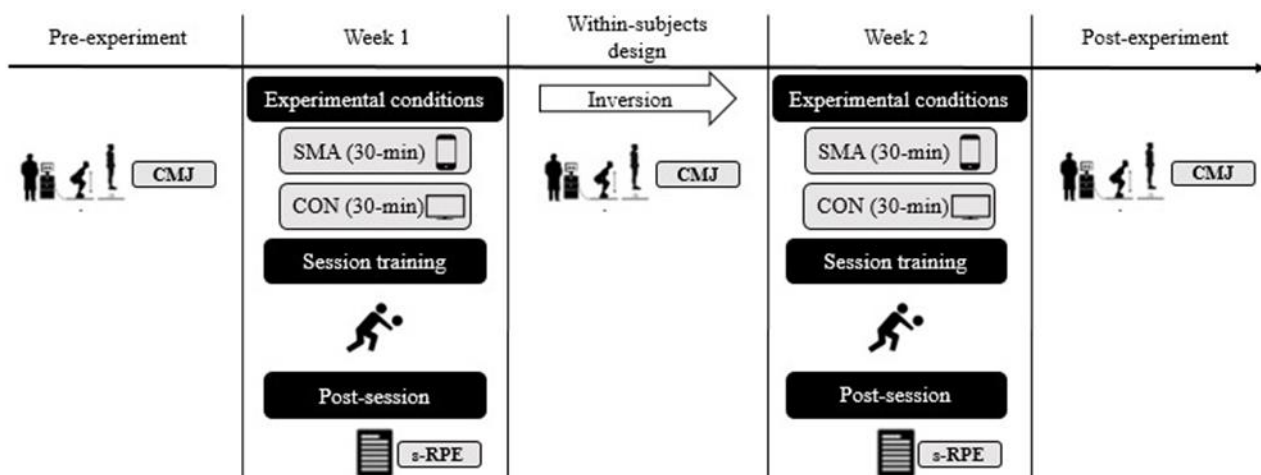 Pre-experiment
Week 1
Within-subjects
design
Week 2
Post-experiment
Experimental conditions
Inversion
Experimental conditions
SMA (30-min)
SMA (30-min)
CMJ
CMJ
CMJ
CON (30-min)
CON (30-min)
Session training
Session training
Post-session
Post-session
s-RPE
s-RPE